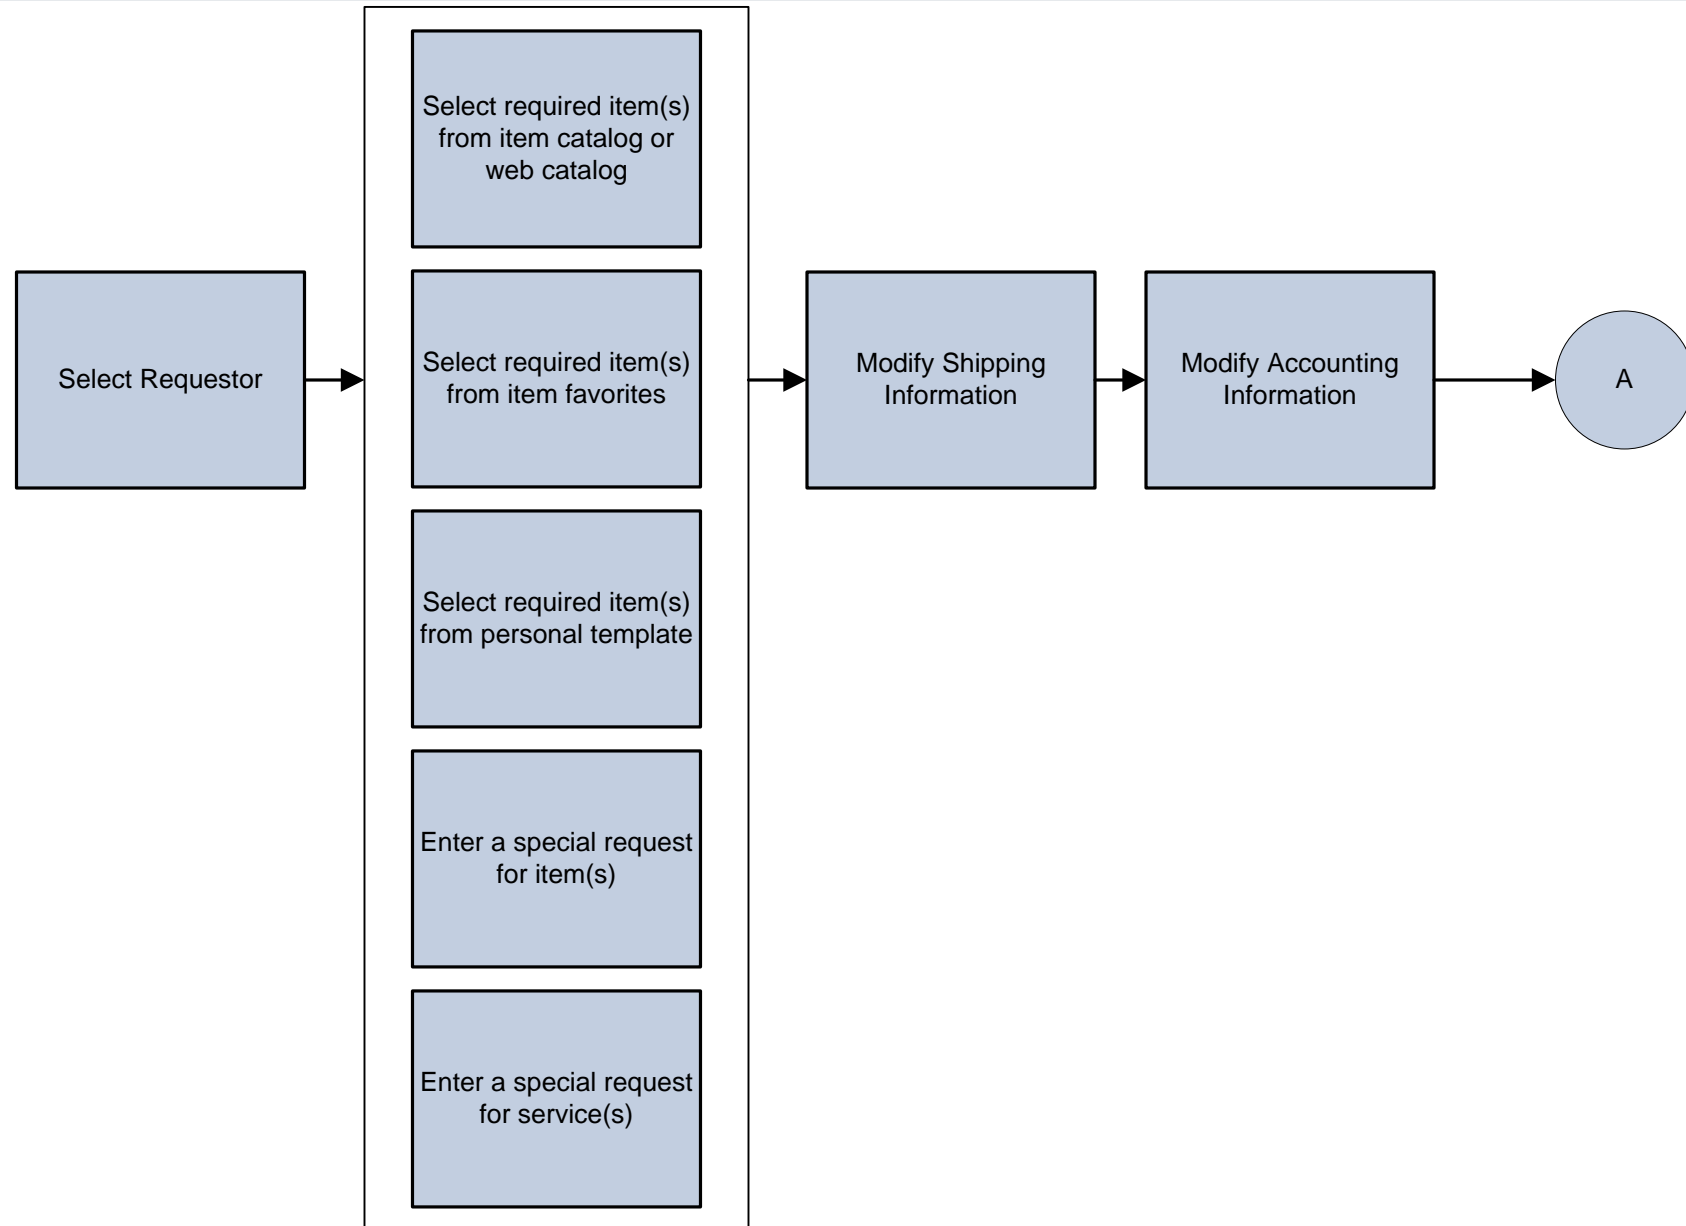 Select Requestor
Select required item(s)
from item catalog or
web catalog
Select required item(s)
from item favorites
Select required item(s)
from personal template
Enter a special request
for item(s)
Enter a special request
for service(s)
Modify Shipping
Information
Modify Accounting
Information
A